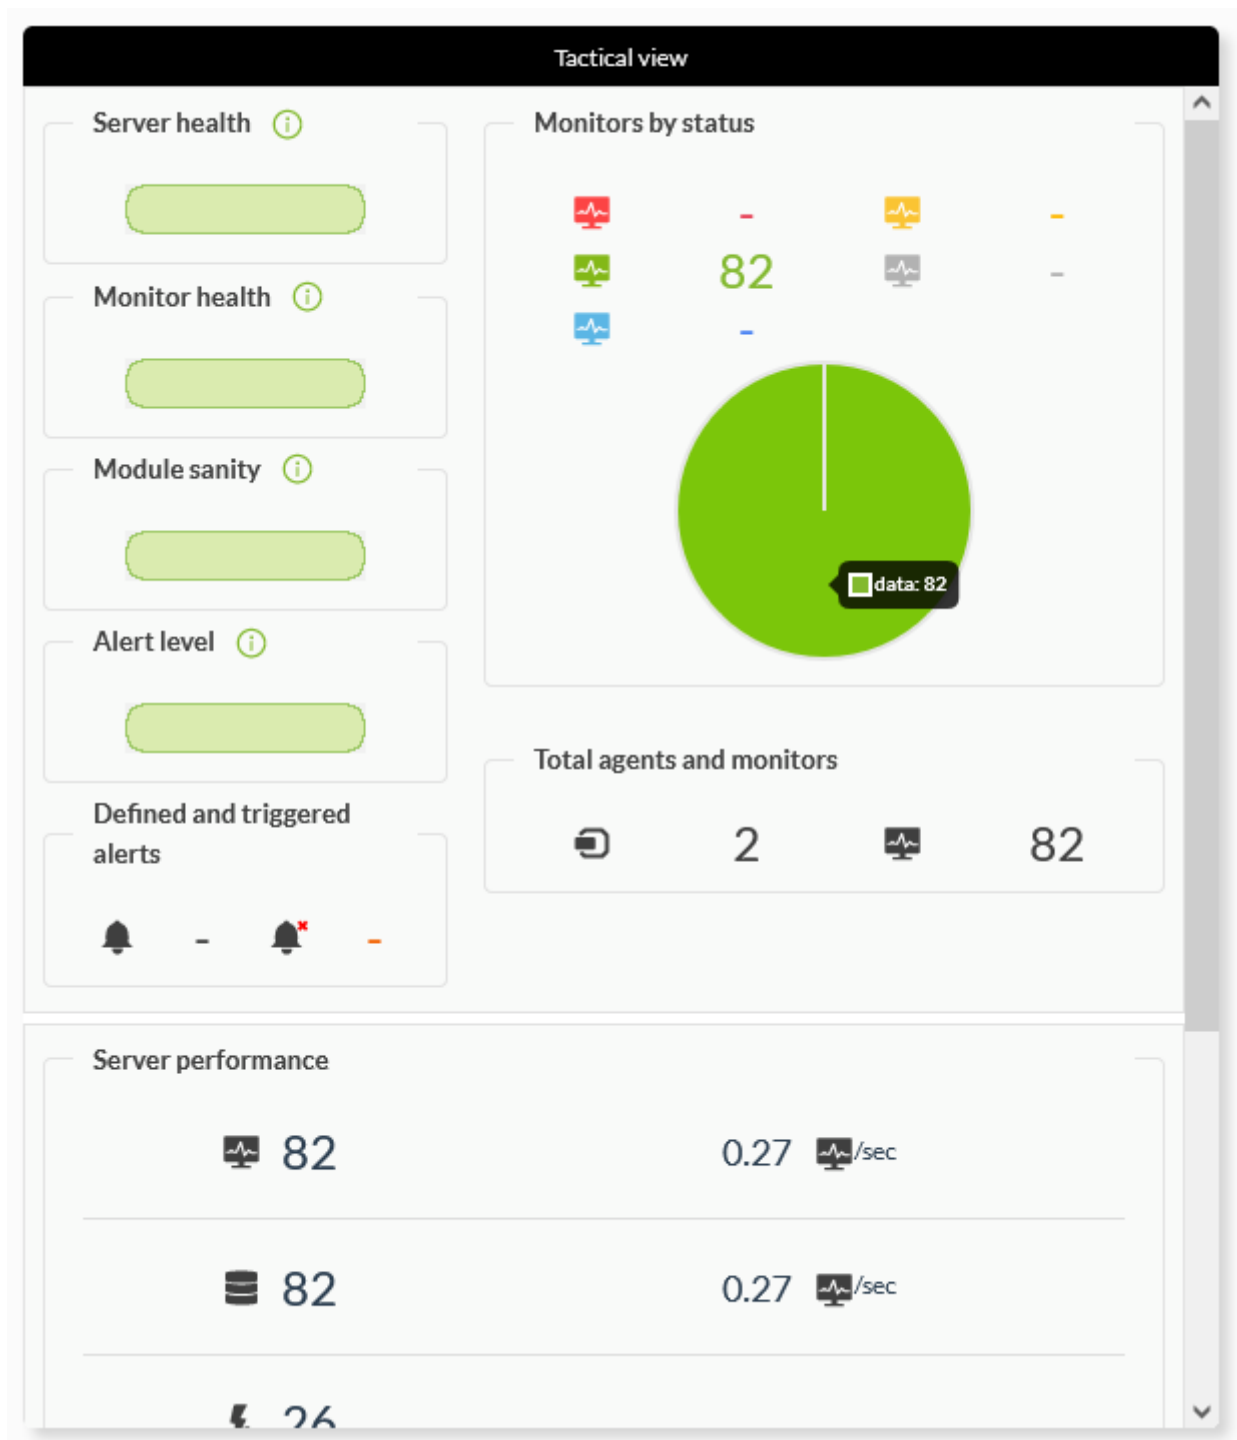 Tactical view
Server health
Monitor health
Module sanity
Alert level
Defined and triggered
alerts
- -
Monitors by status
- -
82 -
-
data: 82
Total agents and monitors
2 82
Server performance
82 0.27 /sec
82 0.27 /sec
26